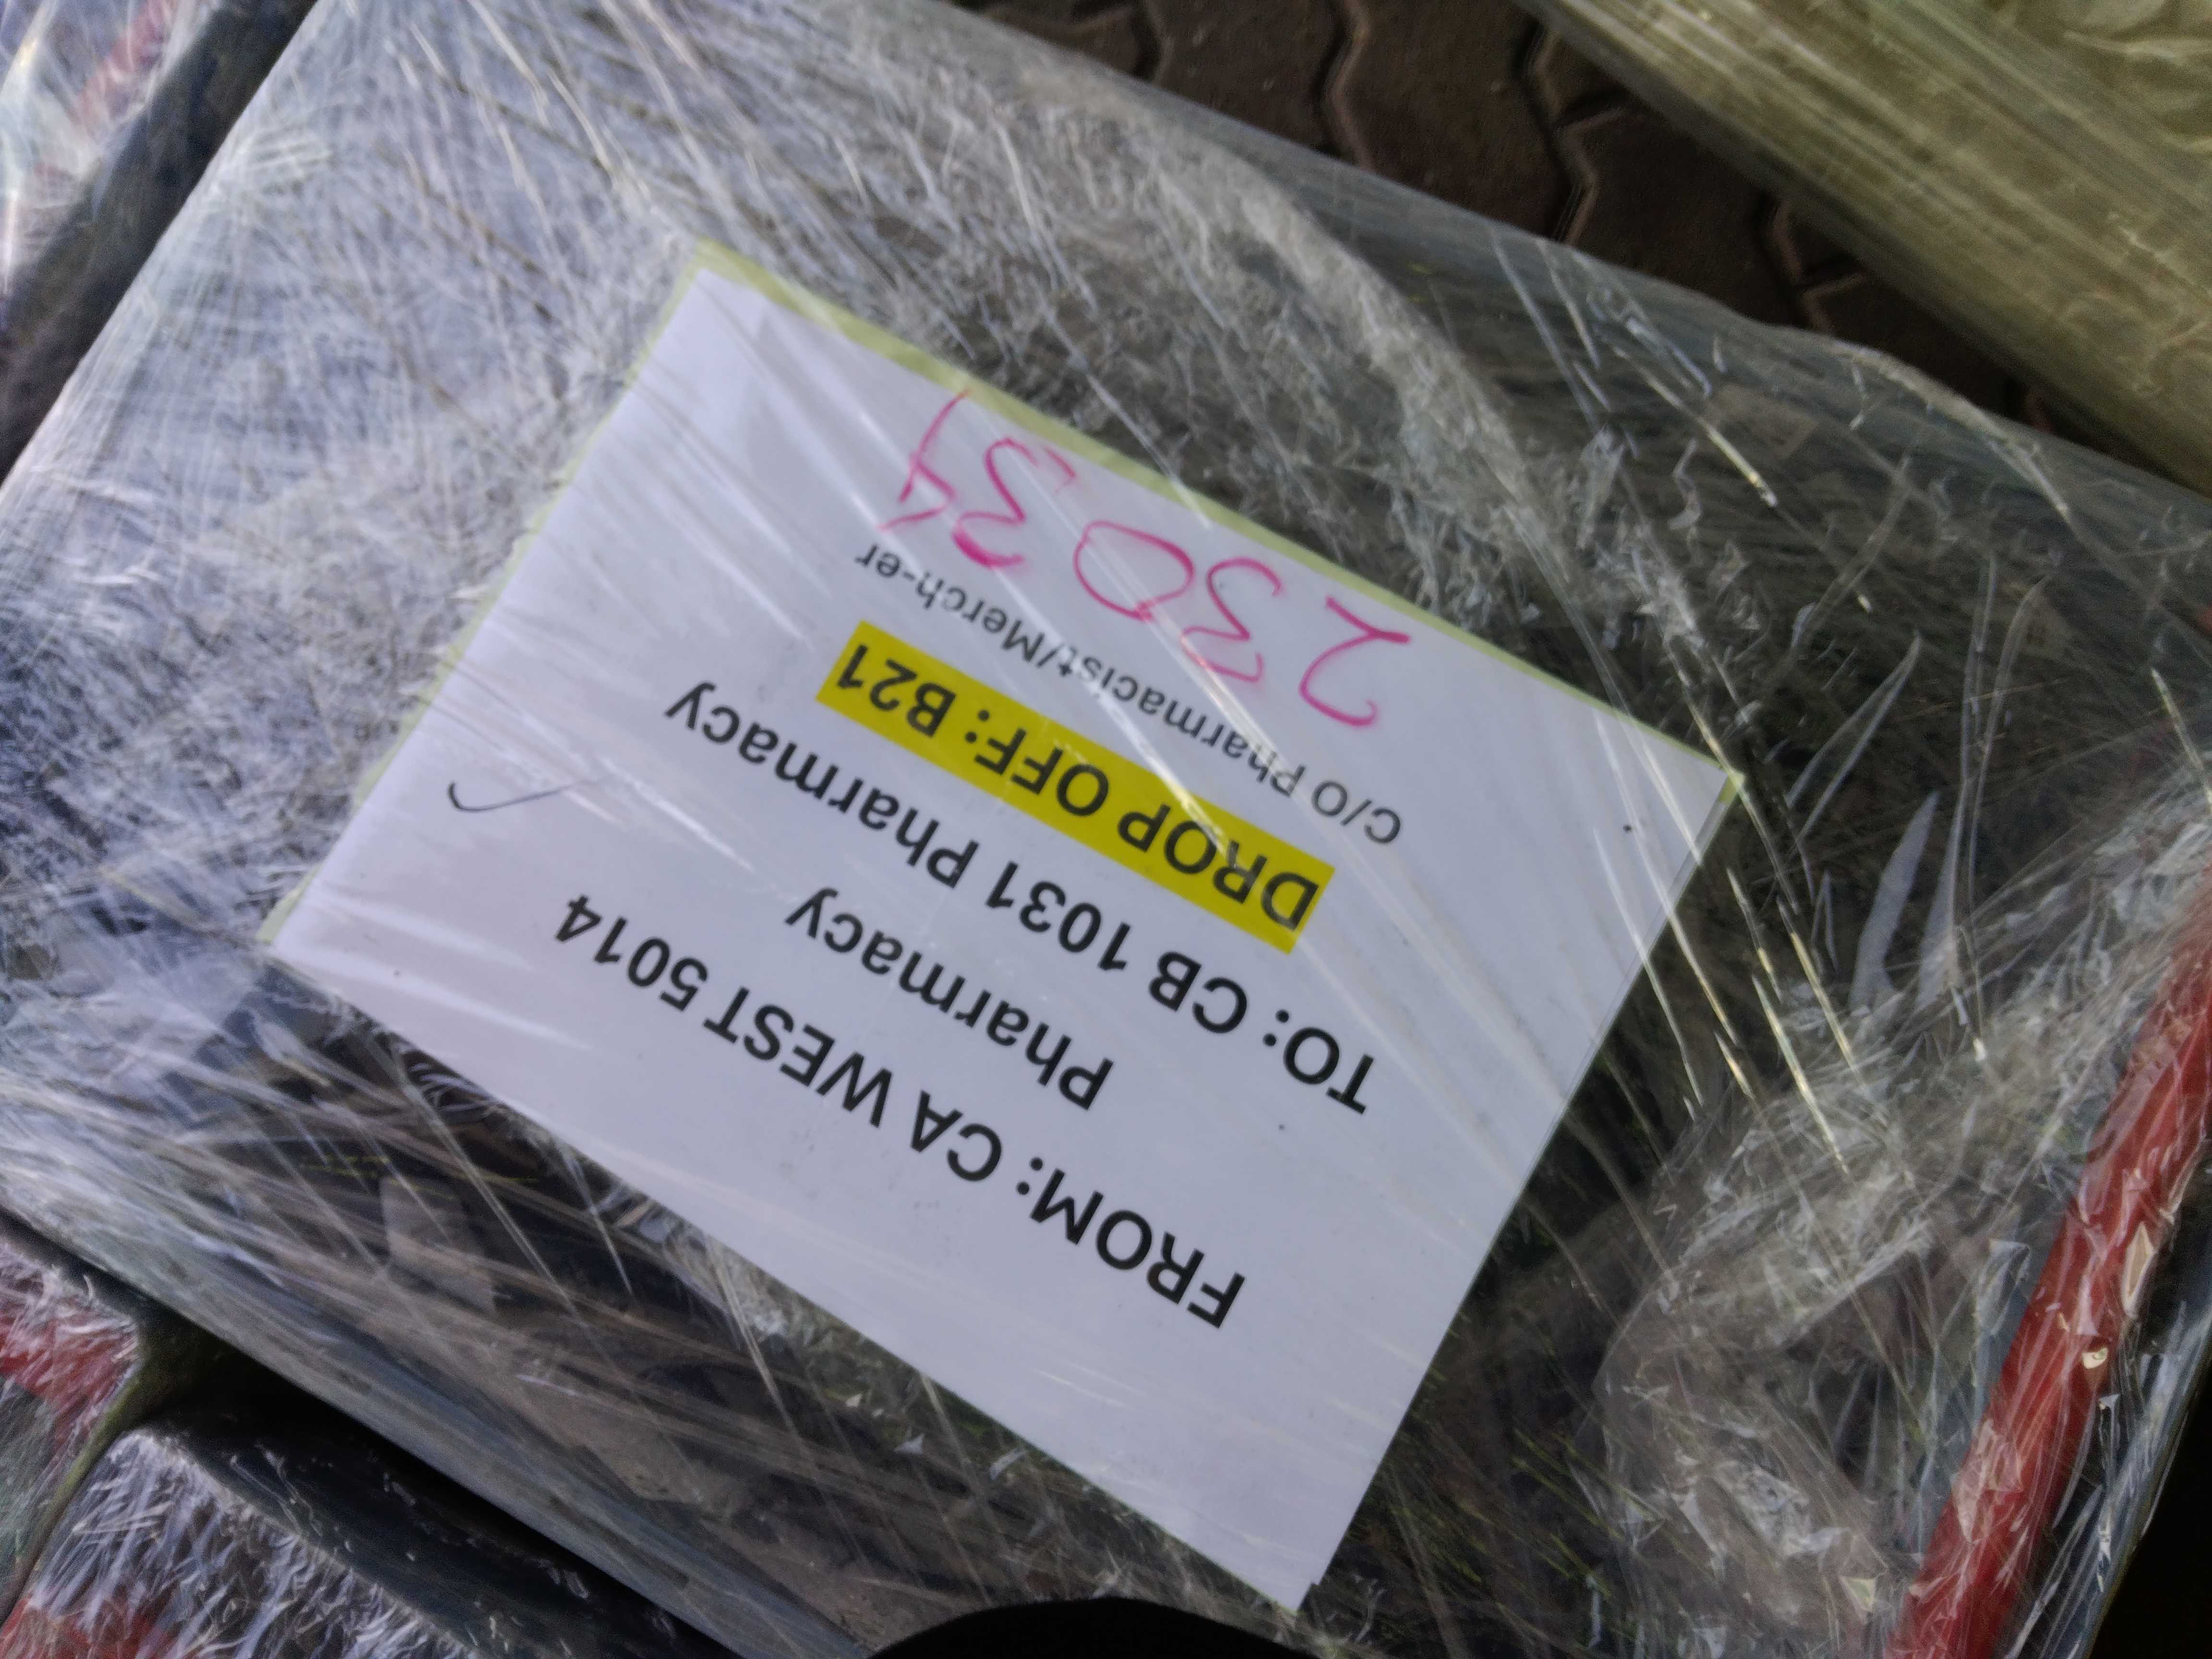 FROM: CA WEST 5014
Pharmacy
TO: CB 1031 Pharmacy
DROP OFF: B21
C/O Pharmacist/Merch-er
23034